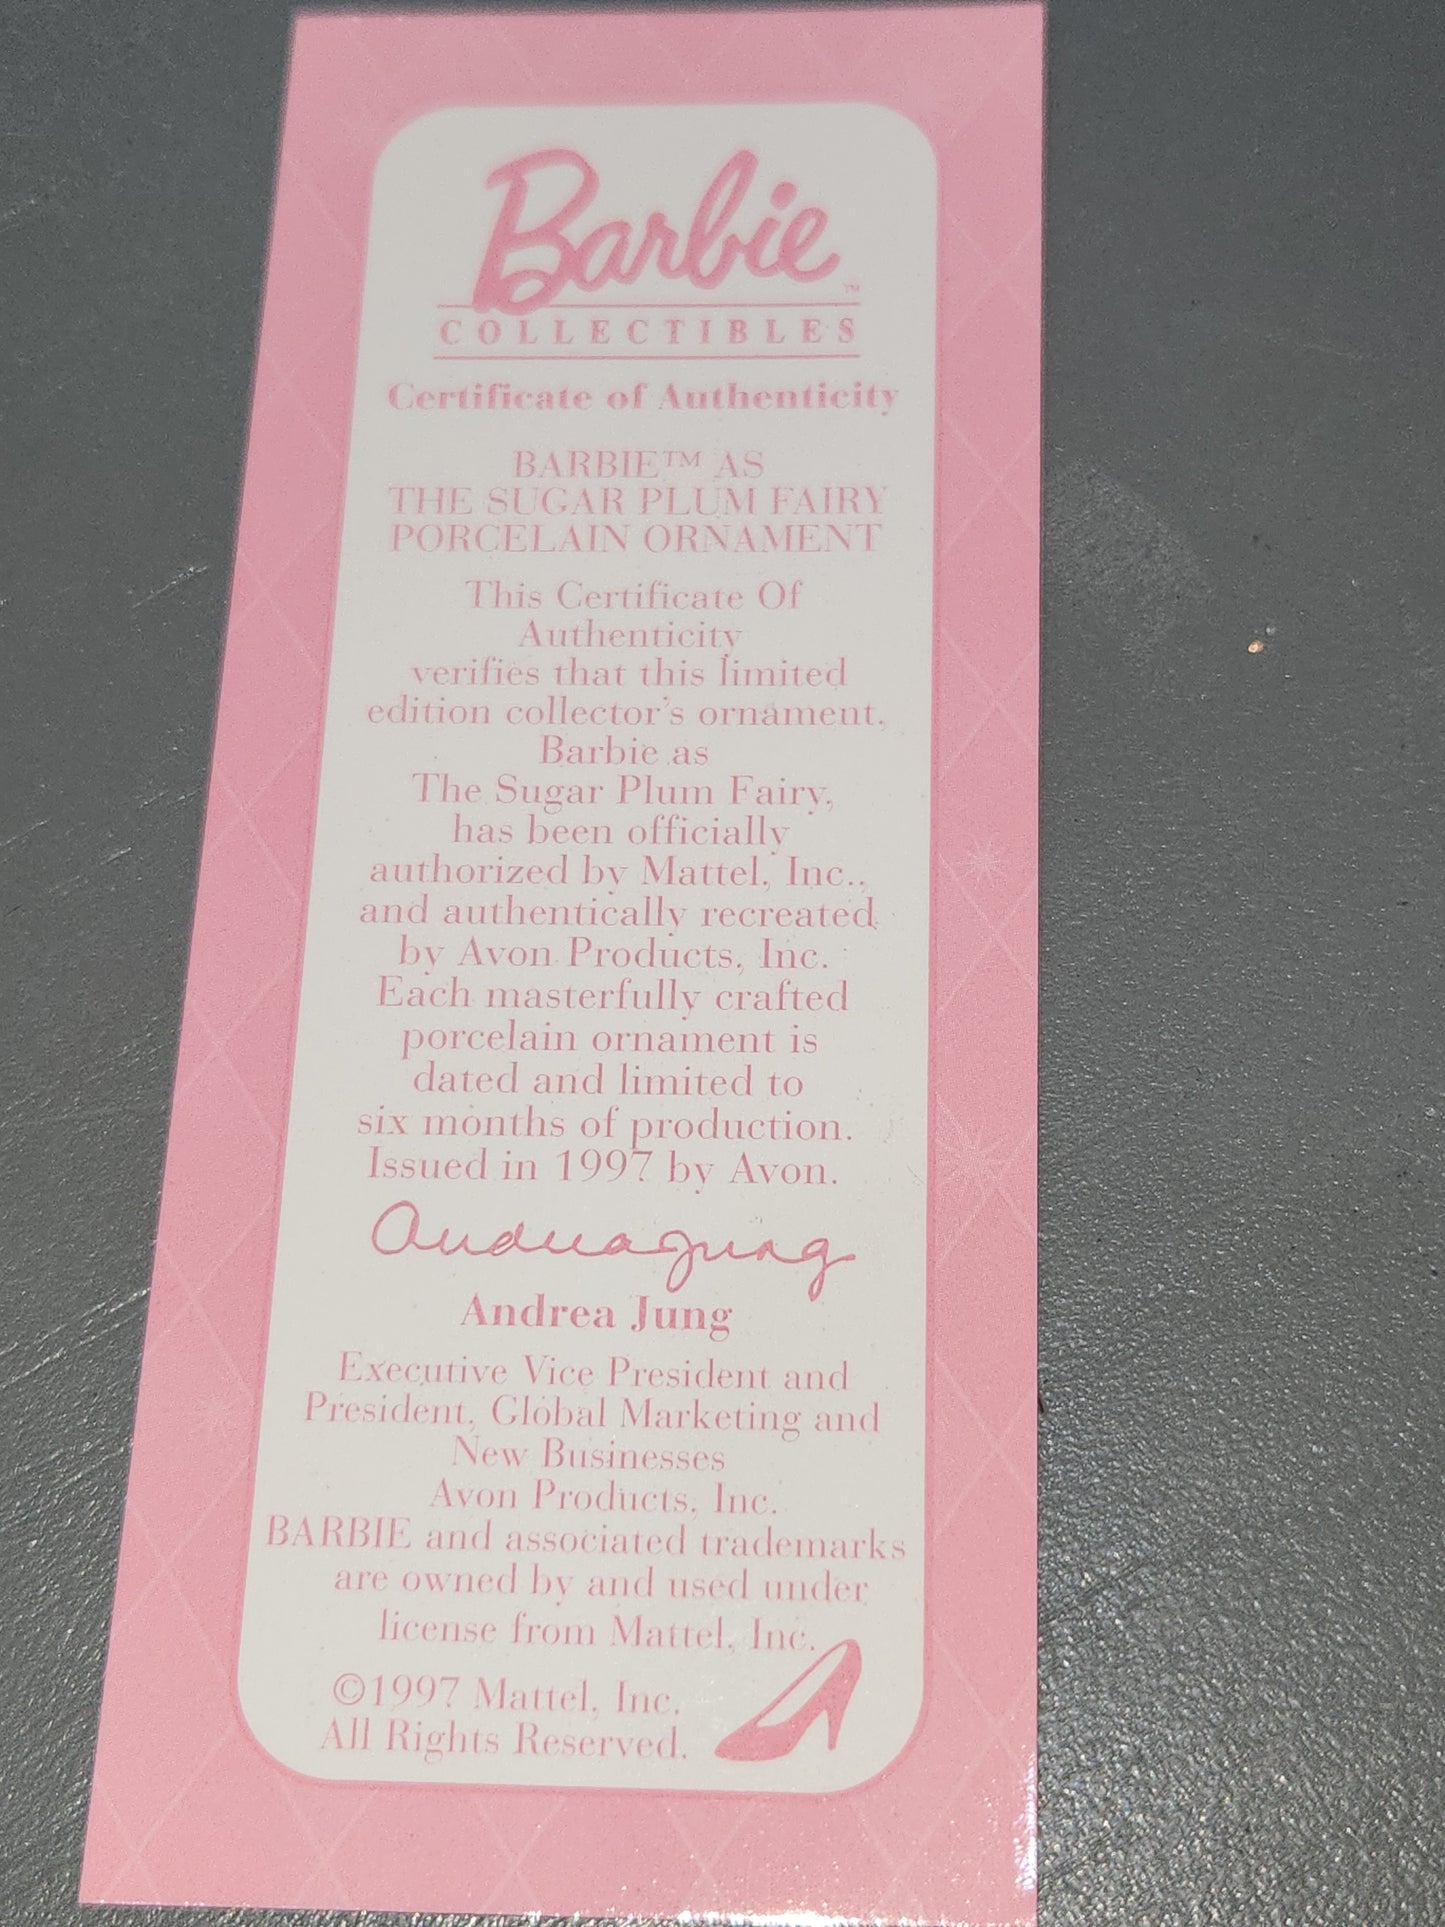 Barbie™
COLLECTIBLES
Certificate of Authenticity
BARBIE™ AS
THE SUGAR PLUM FAIRY
PORCELAIN ORNAMENT
This Certificate Of
Authenticity
verifies that this limited
edition collector's ornament,
Barbie as
The Sugar Plum Fairy,
has been officially
authorized by Mattel, Inc.,
and authentically recreated
by Avon Products, Inc.
Each masterfully crafted
porcelain ornament is
dated and limited to
six months of production.
Issued in 1997 by Avon.
Andrea Jung
Andrea Jung
Executive Vice President and
President, Global Marketing and
New Businesses
Avon Products, Inc.
BARBIE and associated trademarks
are owned by and used under
license from Mattel, Inc.
©1997 Mattel, Inc.
All Rights Reserved.